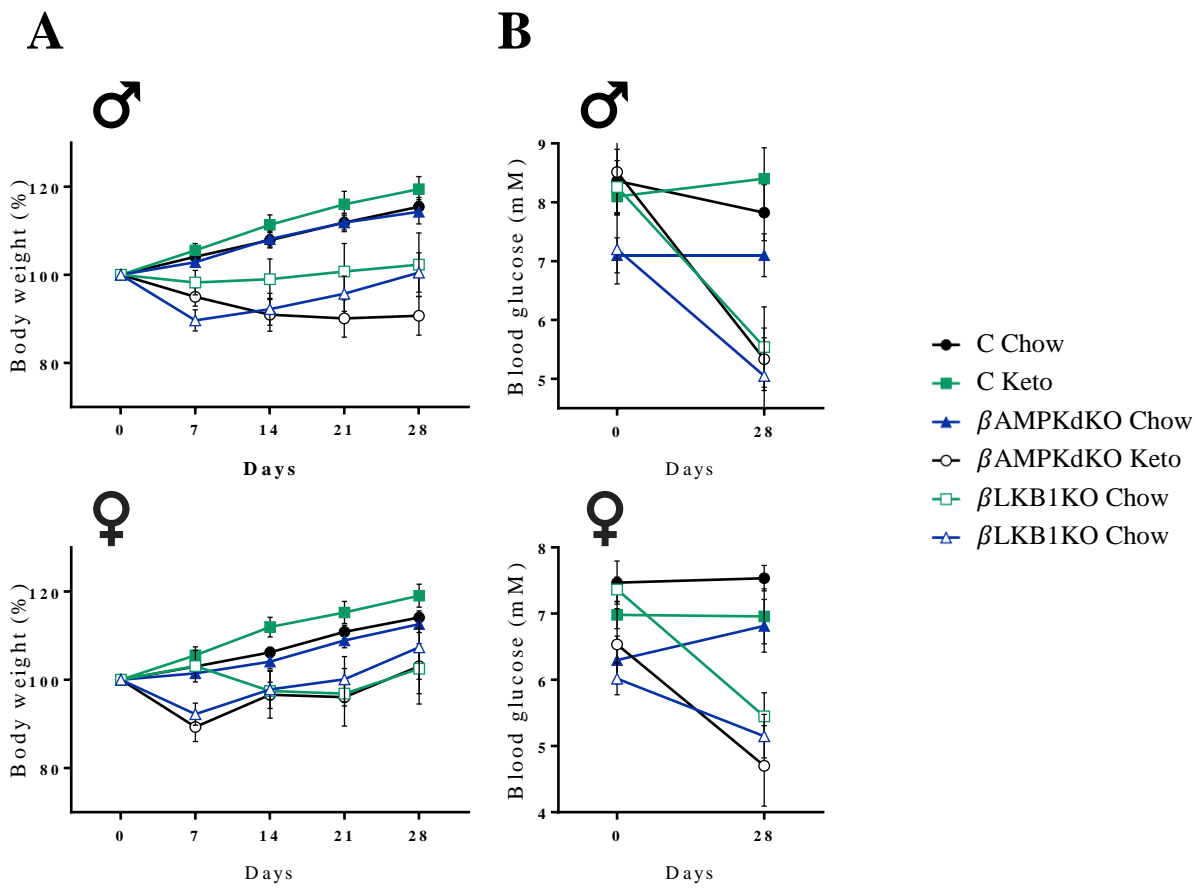 A
B
♂
♂
Body weight (%)
120
100
80
0 7 14 21 28
Days
Blood glucose (mM)
9
8
7
6
5
0 28
Days
C Chow
C Keto
βAMPKdKO Chow
βAMPKdKO Keto
βLKB1KO Chow
βLKB1KO Chow
♀
♀
Body weight (%)
120
100
80
0 7 14 21 28
Days
Blood glucose (mM)
8
7
6
5
4
0 28
Days